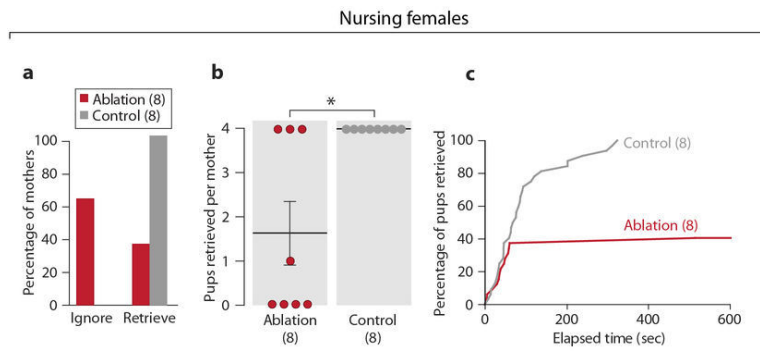 Nursing females
a
Ablation (8)
Control (8)
Percentage of mothers
100
80
60
40
20
0
Ignore
Retrieve
b
*
Pups retrieved per mother
4
3
2
1
0
Ablation
(8)
Control
(8)
c
Percentage of pups retrieved
100
80
60
40
20
0
Control (8)
Ablation (8)
0
200
400
600
Elapsed time (sec)